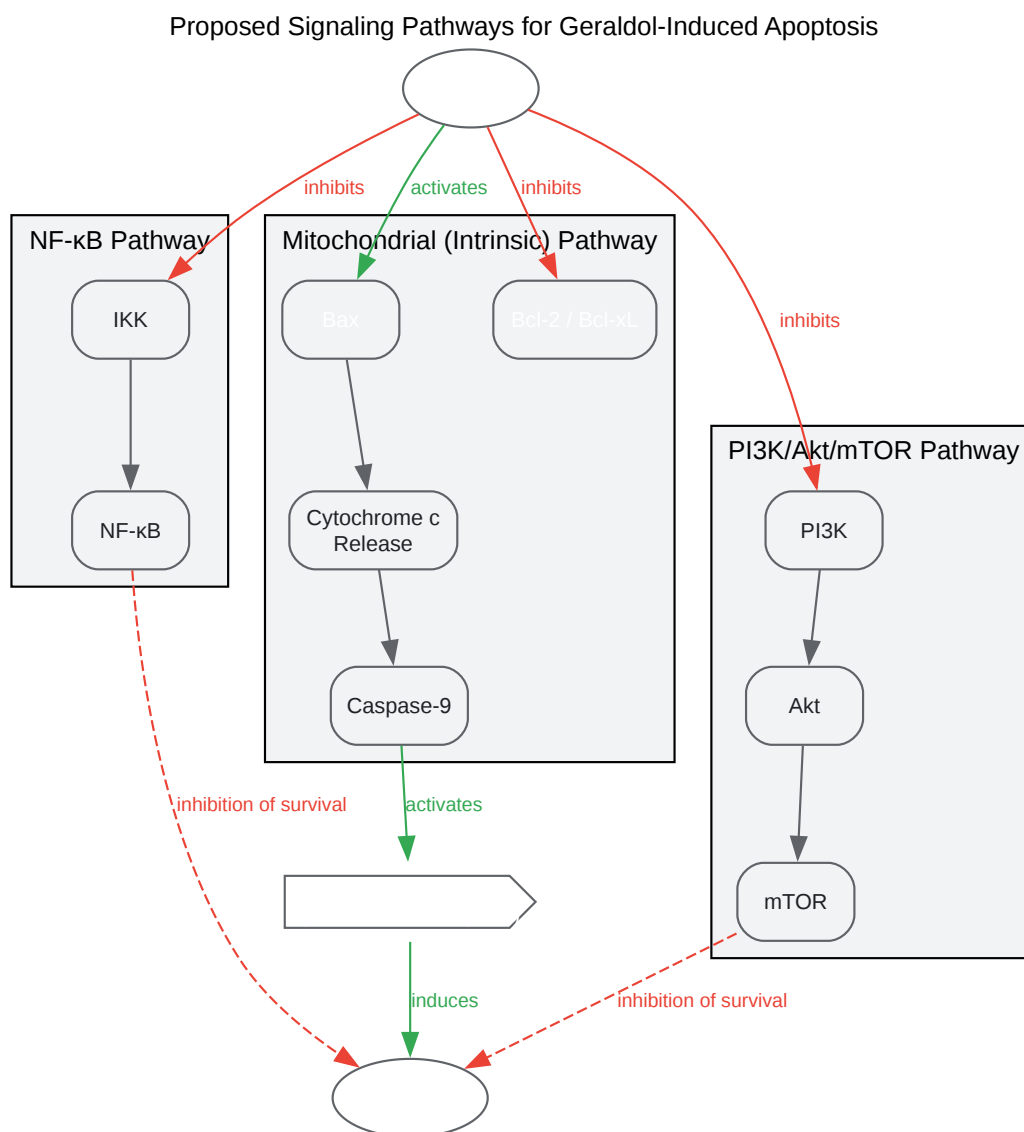 Proposed Signaling Pathways for Geraldol-Induced Apoptosis
inhibits
activates
inhibits
NF-κB Pathway
Mitochondrial (Intrinsic) Pathway
IKK
Bax
Bcl-2 / Bcl-xL
inhibits
PI3K/Akt/mTOR Pathway
NF-κB
Cytochrome c
Release
PI3K
Caspase-9
Akt
inhibition of survival
activates
mTOR
induces
inhibition of survival